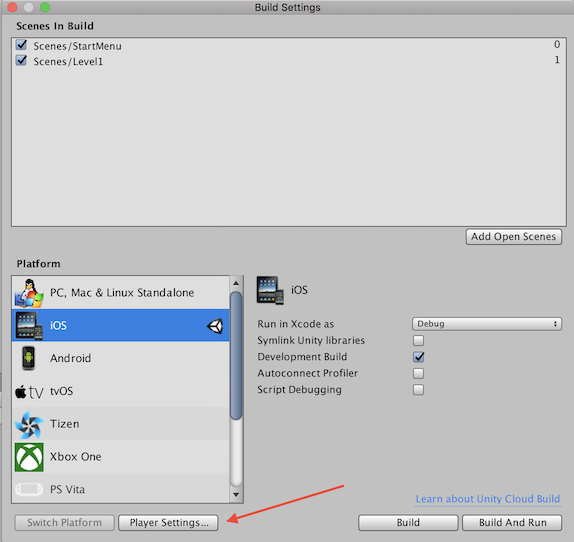 Build Settings
Scenes In Build
Scenes/StartMenu 0
Scenes/Level1 1
Add Open Scenes
Platform
PC, Mac & Linux Standalone
iOS
Android
tv tvOS
Tizen
Xbox One
PS Vita
iOS
Run in Xcode as Debug
Symlink Unity libraries
Development Build
Autoconnect Profiler
Script Debugging
Learn about Unity Cloud Build
Switch Platform Player Settings... Build Build And Run